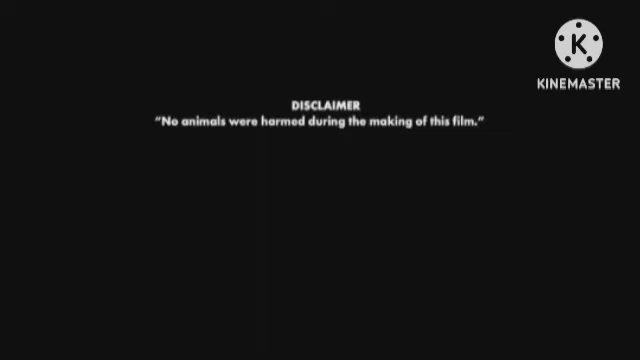 K
KINEMASTER
DISCLAIMER
“No animals were harmed during the making of this film.”